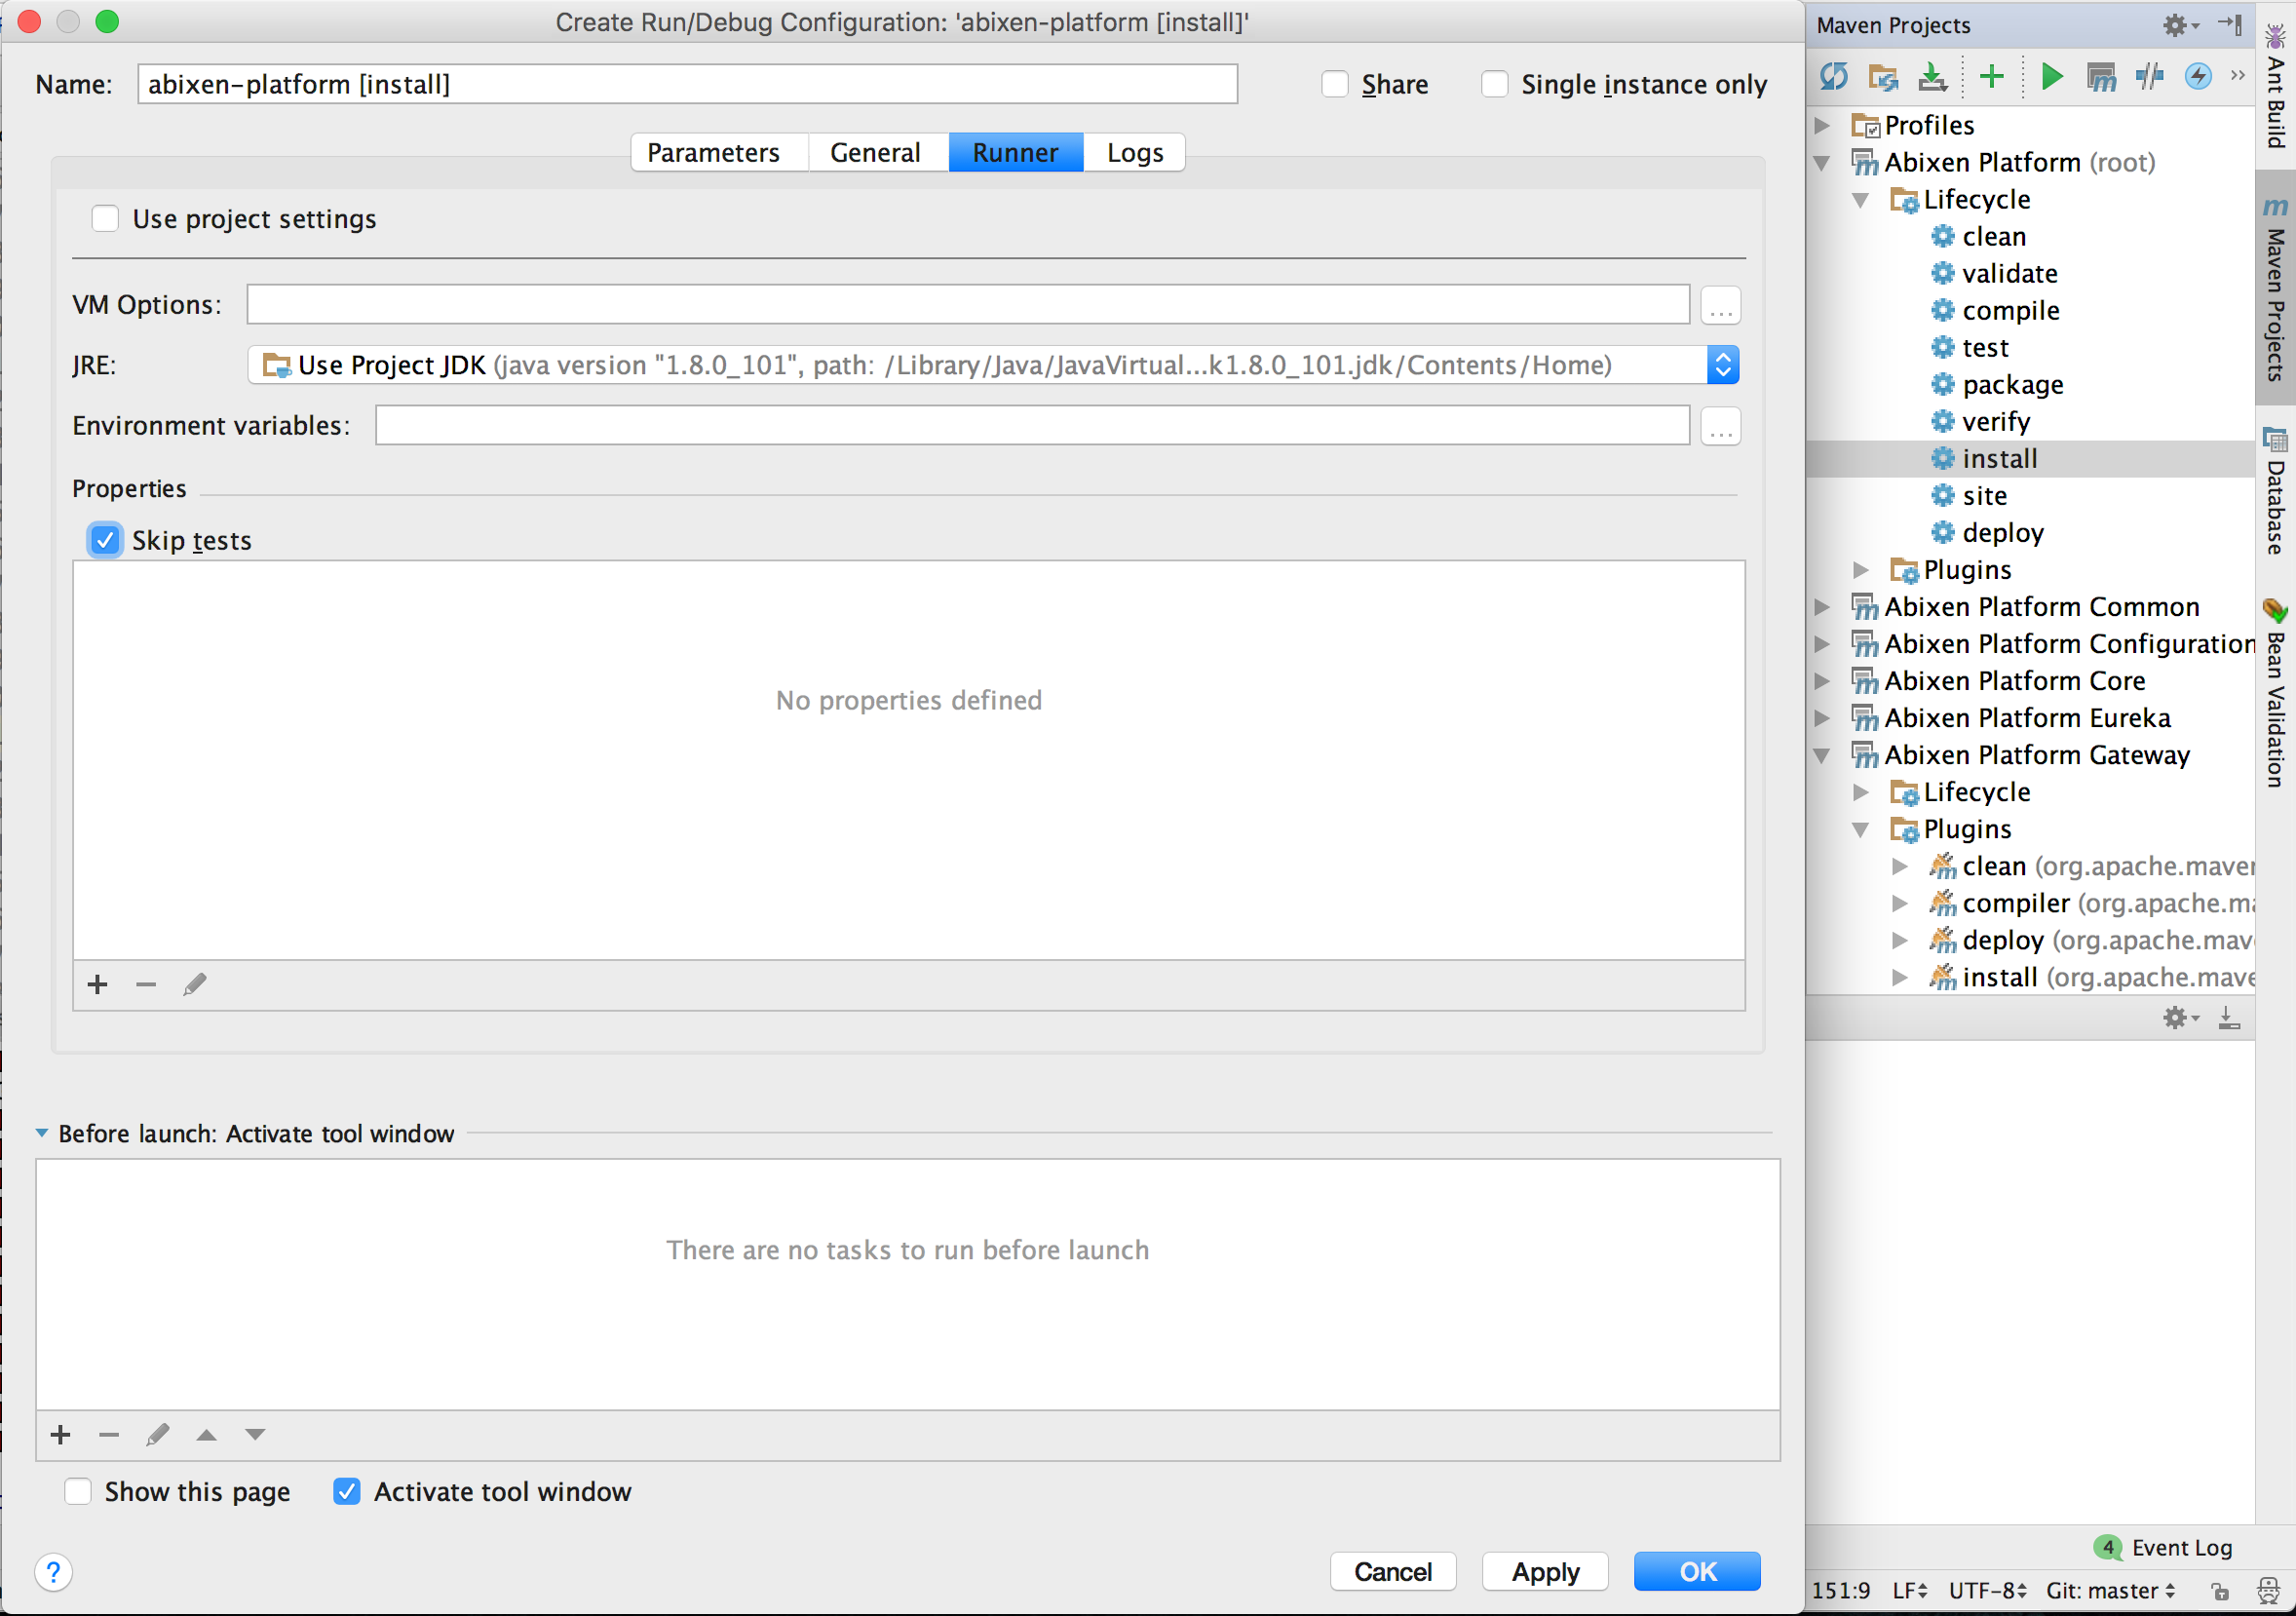 Create Run/Debug Configuration: 'abixen-platform [install]'
Name: abixen-platform [install] Share Single instance only
Parameters General Runner Logs
Use project settings
VM Options: ...
JRE: Use Project JDK (java version "1.8.0_101", path: /Library/Java/JavaVirtual...k1.8.0_101.jdk/Contents/Home)
Environment variables: ...
Properties
Skip tests
No properties defined
Before launch: Activate tool window
There are no tasks to run before launch
Show this page Activate tool window
? Cancel Apply OK
Maven Projects
Profiles
Abixen Platform (root)
Lifecycle
clean
validate
compile
test
package
verify
install
site
deploy
Plugins
Abixen Platform Common
Abixen Platform Configuration
Abixen Platform Core
Abixen Platform Eureka
Abixen Platform Gateway
Lifecycle
Plugins
clean (org.apache.maven
compiler (org.apache.ma
deploy (org.apache.mav
install (org.apache.mave
4 Event Log
151:9 LF UTF-8 Git: master
Ant Build
Maven Projects
Database
Bean Validation